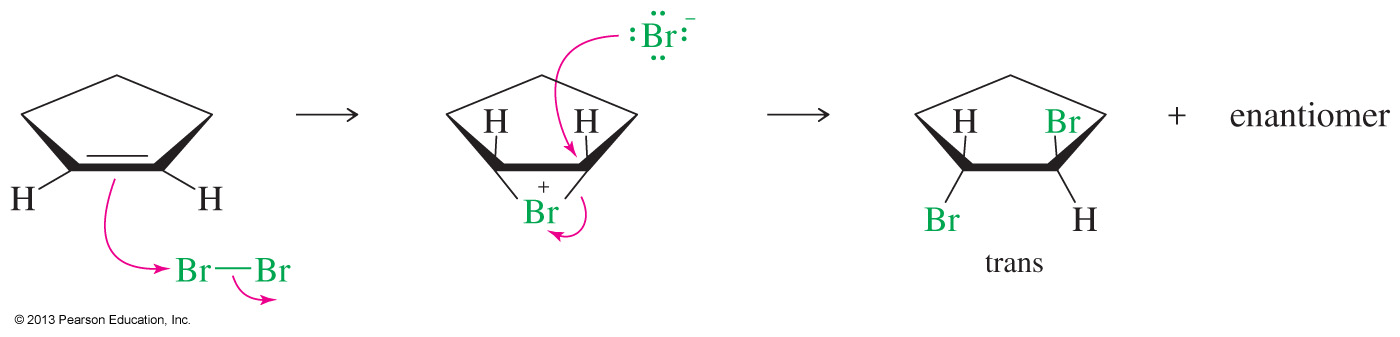 H
H
Br—Br
H
H
+
Br
:Br:⁻
H
Br
Br
H
trans
+ enantiomer
© 2013 Pearson Education, Inc.